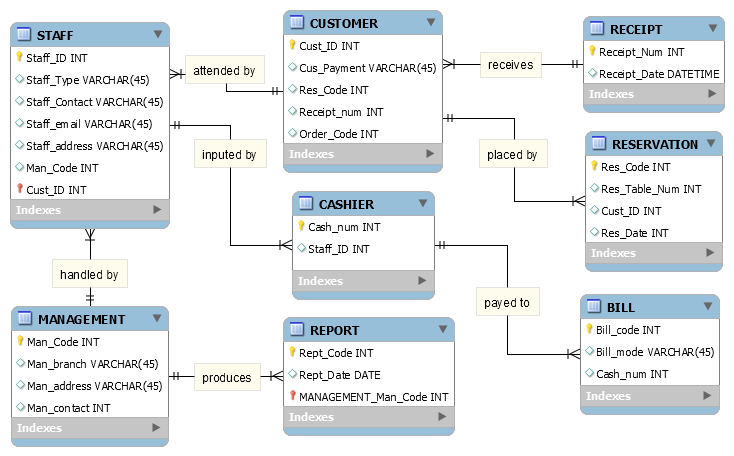 STAFF
Staff_ID INT
Staff_Type VARCHAR(45)
Staff_Contact VARCHAR(45)
Staff_email VARCHAR(45)
Staff_address VARCHAR(45)
Man_Code INT
Cust_ID INT
Indexes
attended by
CUSTOMER
Cust_ID INT
Cus_Payment VARCHAR(45)
Res_Code INT
Receipt_num INT
Order_Code INT
Indexes
receives
RECEIPT
Receipt_Num INT
Receipt_Date DATETIME
Indexes
inputed by
placed by
RESERVATION
Res_Code INT
Res_Table_Num INT
Cust_ID INT
Res_Date INT
Indexes
CASHIER
Cash_num INT
Staff_ID INT
Indexes
handled by
payed to
MANAGEMENT
Man_Code INT
Man_branch VARCHAR(45)
Man_address VARCHAR(45)
Man_contact INT
Indexes
produces
REPORT
Rept_Code INT
Rept_Date DATE
MANAGEMENT_Man_Code INT
Indexes
BILL
Bill_code INT
Bill_mode VARCHAR(45)
Cash_num INT
Indexes